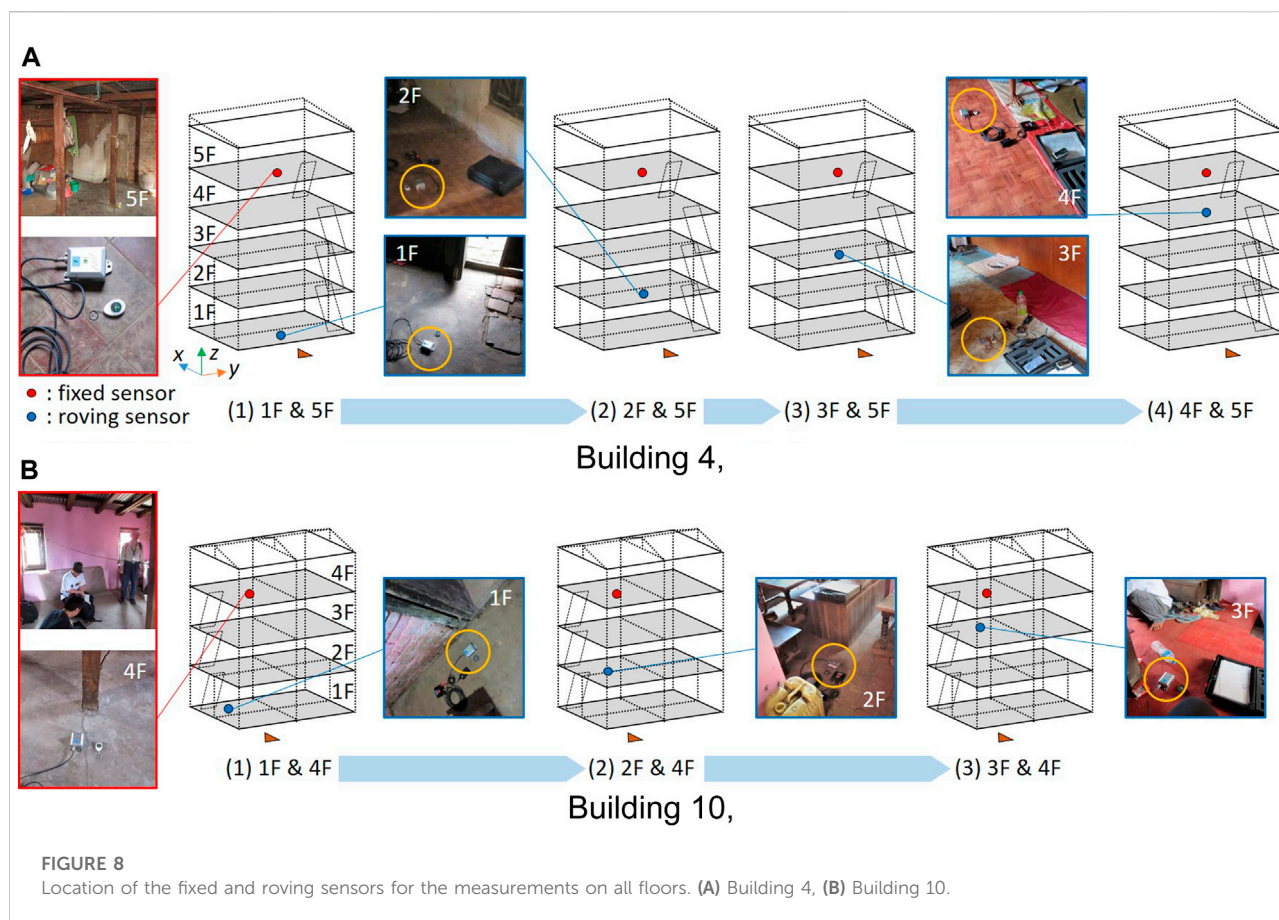 A
5F
5F
4F
3F
2F
1F
2F
1F
4F
3F
x z y
: fixed sensor
: roving sensor
(1) 1F & 5F
(2) 2F & 5F
(3) 3F & 5F
(4) 4F & 5F
Building 4,
B
4F
4F
3F
2F
1F
1F
2F
3F
(1) 1F & 4F
(2) 2F & 4F
(3) 3F & 4F
Building 10,
FIGURE 8
Location of the fixed and roving sensors for the measurements on all floors. (A) Building 4, (B) Building 10.